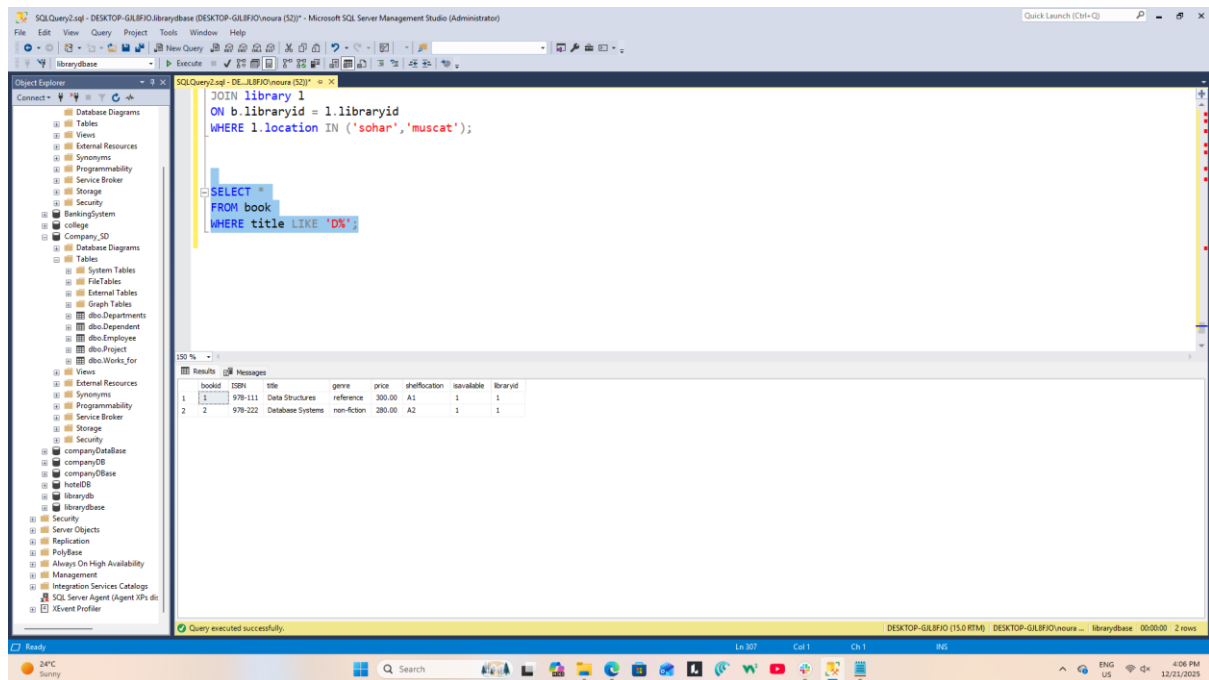 SQLQuery2.sql - DESKTOP-GJL8FJO.librarydbase (DESKTOP-GJL8FJO\noura (52))* - Microsoft SQL Server Management Studio (Administrator)
Quick Launch (Ctrl+Q)
File Edit View Query Project Tools Window Help
New Query
librarydbase Execute
Object Explorer
SQLQuery2.sql - DE...JL8FJO\noura (52))*
Connect
Database Diagrams
Tables
Views
External Resources
Synonyms
Programmability
Service Broker
Storage
Security
BankingSystem
college
Company_SD
Database Diagrams
Tables
System Tables
FileTables
External Tables
Graph Tables
dbo.Departments
dbo.Dependent
dbo.Employee
dbo.Project
dbo.Works_for
Views
External Resources
Synonyms
Programmability
Service Broker
Storage
Security
companyDataBase
companyDB
companyDBase
hotelDB
librarydb
librarydbase
Security
Server Objects
Replication
PolyBase
Always On High Availability
Management
Integration Services Catalogs
SQL Server Agent (Agent XPs dis
XEvent Profiler
JOIN library l
ON b.libraryid = l.libraryid
WHERE l.location IN ('sohar','muscat');
SELECT *
FROM book
WHERE title LIKE 'D%';
150 %
Results Messages
bookid ISBN title genre price shelflocation isavailable libraryid
1 1 978-111 Data Structures reference 300.00 A1 1 1
2 2 978-222 Database Systems non-fiction 280.00 A2 1 1
Query executed successfully.
DESKTOP-GJL8FJO (15.0 RTM) DESKTOP-GJL8FJO\noura ... librarydbase 00:00:00 2 rows
Ready
Ln 307 Col 1 Ch 1 INS
24°C
Sunny
Search
ENG
US
4:06 PM
12/21/2025